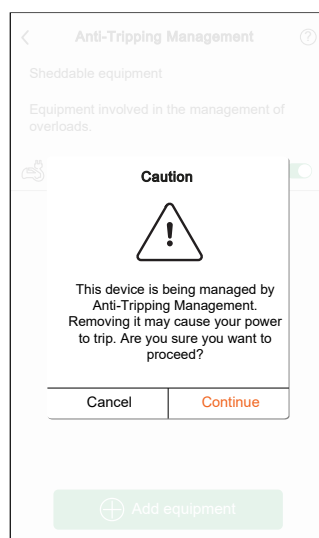 Anti-Tripping Management
Sheddable equipment
Equipment involved in the management of
overloads.
Caution
This device is being managed by
Anti-Tripping Management.
Removing it may cause your power
to trip. Are you sure you want to
proceed?
Cancel Continue
Add equipment